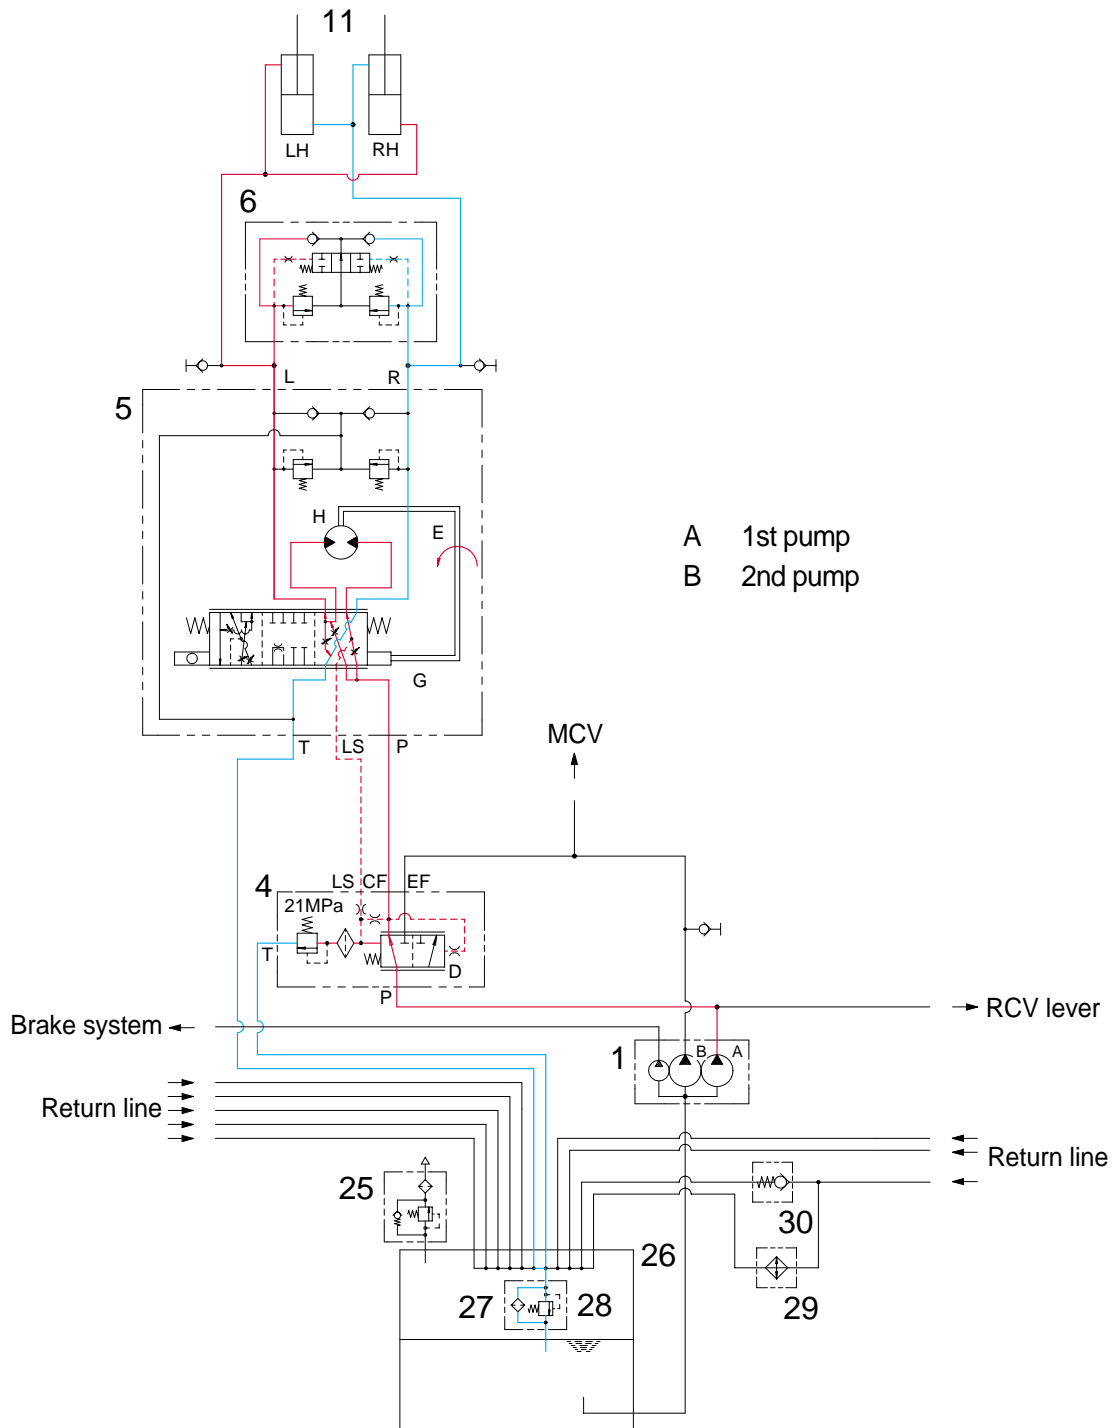 11
LH
RH
6
L
R
5
H
E
A 1st pump
B 2nd pump
G
T
LS
P
MCV
LS
CF
EF
4
21MPa
T
D
P
Brake system
RCV lever
1
B
A
Return line
Return line
25
30
26
29
27
28